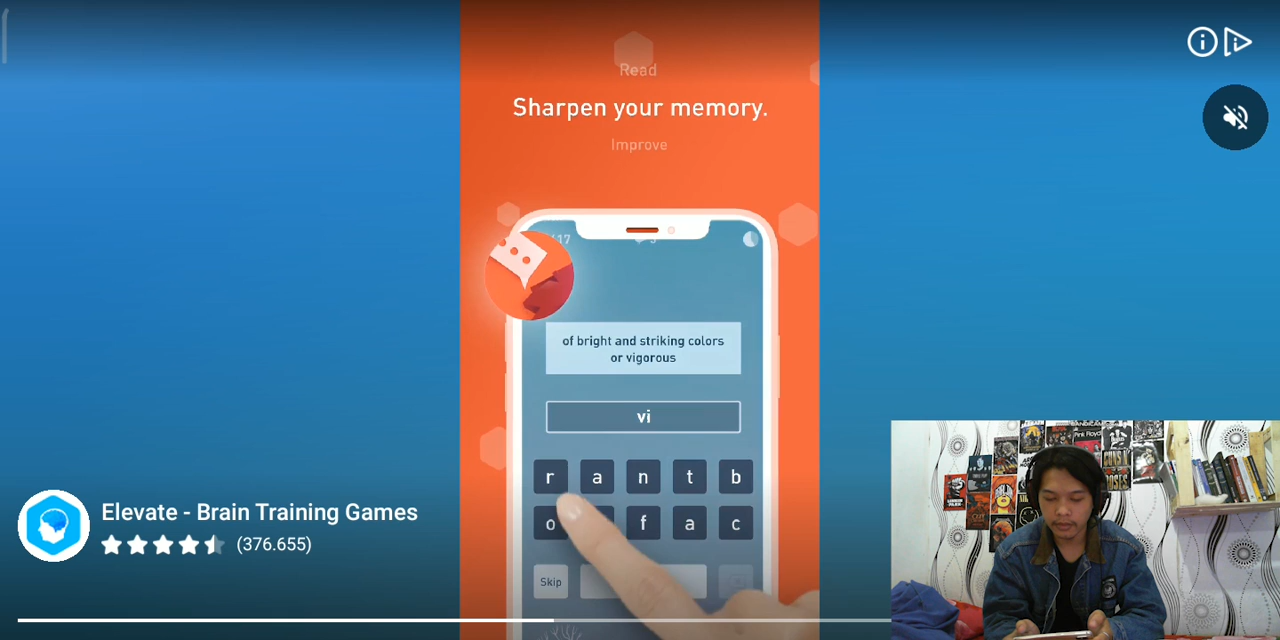 Read
Sharpen your memory.
Improve
of bright and striking colors
or vigorous
vi
r a n t b
o f a c
Skip
Elevate - Brain Training Games
(376.655)